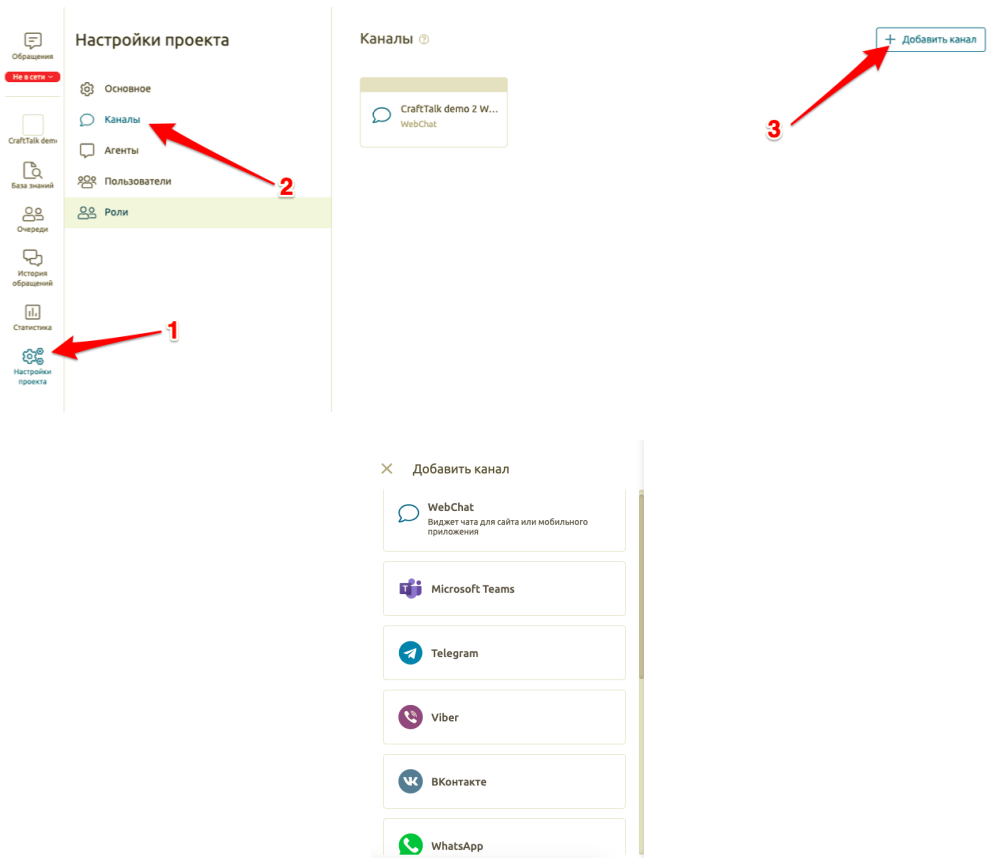 Обращения
Не в сети
CraftTalk demo
База знаний
Очереди
История
обращений
Статистика
Настройки
проекта
1
Настройки проекта
Основное
Каналы
Агенты
Пользователи
Роли
2
Каналы
CraftTalk demo 2 W...
WebChat
3
+ Добавить канал
Добавить канал
WebChat
Виджет чата для сайта или мобильного
приложения
Microsoft Teams
Telegram
Viber
ВКонтакте
WhatsApp